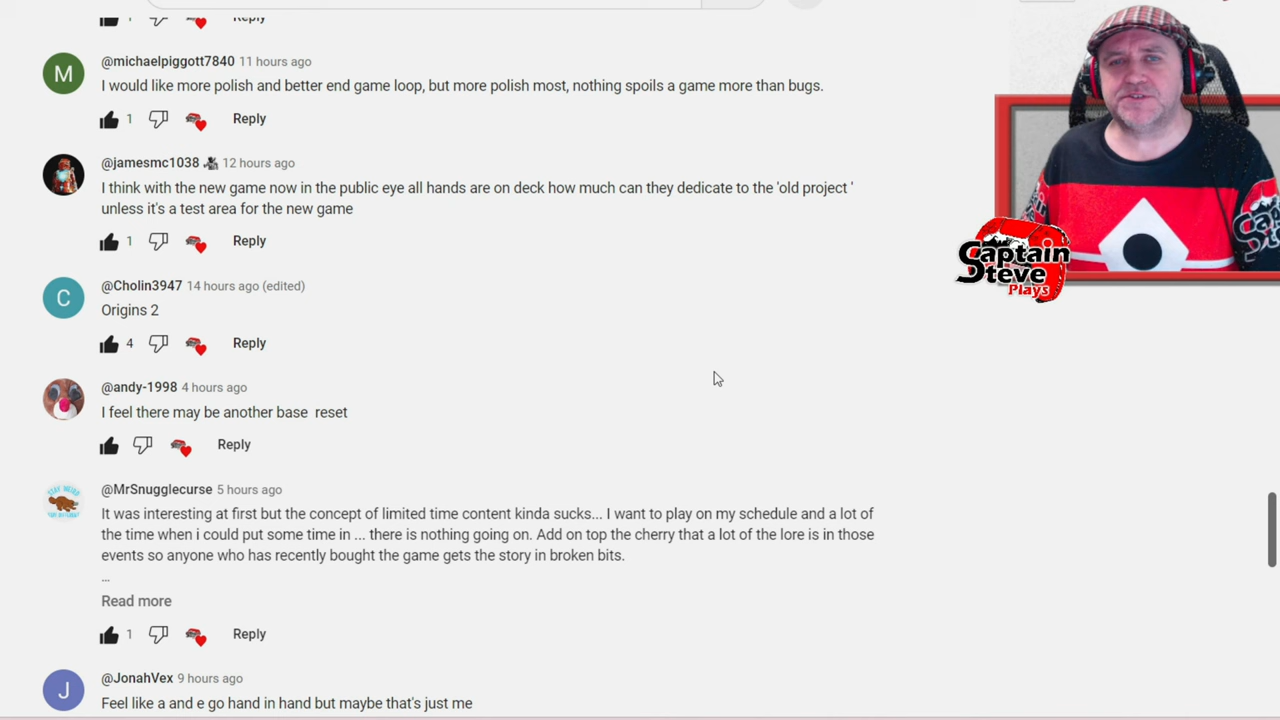 Reply
@michaelpiggott7840 11 hours ago
I would like more polish and better end game loop, but more polish most, nothing spoils a game more than bugs.
1 Reply
@jamesmc1038 12 hours ago
I think with the new game now in the public eye all hands are on deck how much can they dedicate to the 'old project '
unless it's a test area for the new game
1 Reply
C @Cholin3947 14 hours ago (edited)
Origins 2
4 Reply
@andy-1998 4 hours ago
I feel there may be another base reset
Reply
@MrSnugglecurse 5 hours ago
It was interesting at first but the concept of limited time content kinda sucks... I want to play on my schedule and a lot of
the time when i could put some time in ... there is nothing going on. Add on top the cherry that a lot of the lore is in those
events so anyone who has recently bought the game gets the story in broken bits.
...
Read more
1 Reply
J @JonahVex 9 hours ago
Feel like a and e go hand in hand but maybe that's just me
M
Captain
Steve
Plays